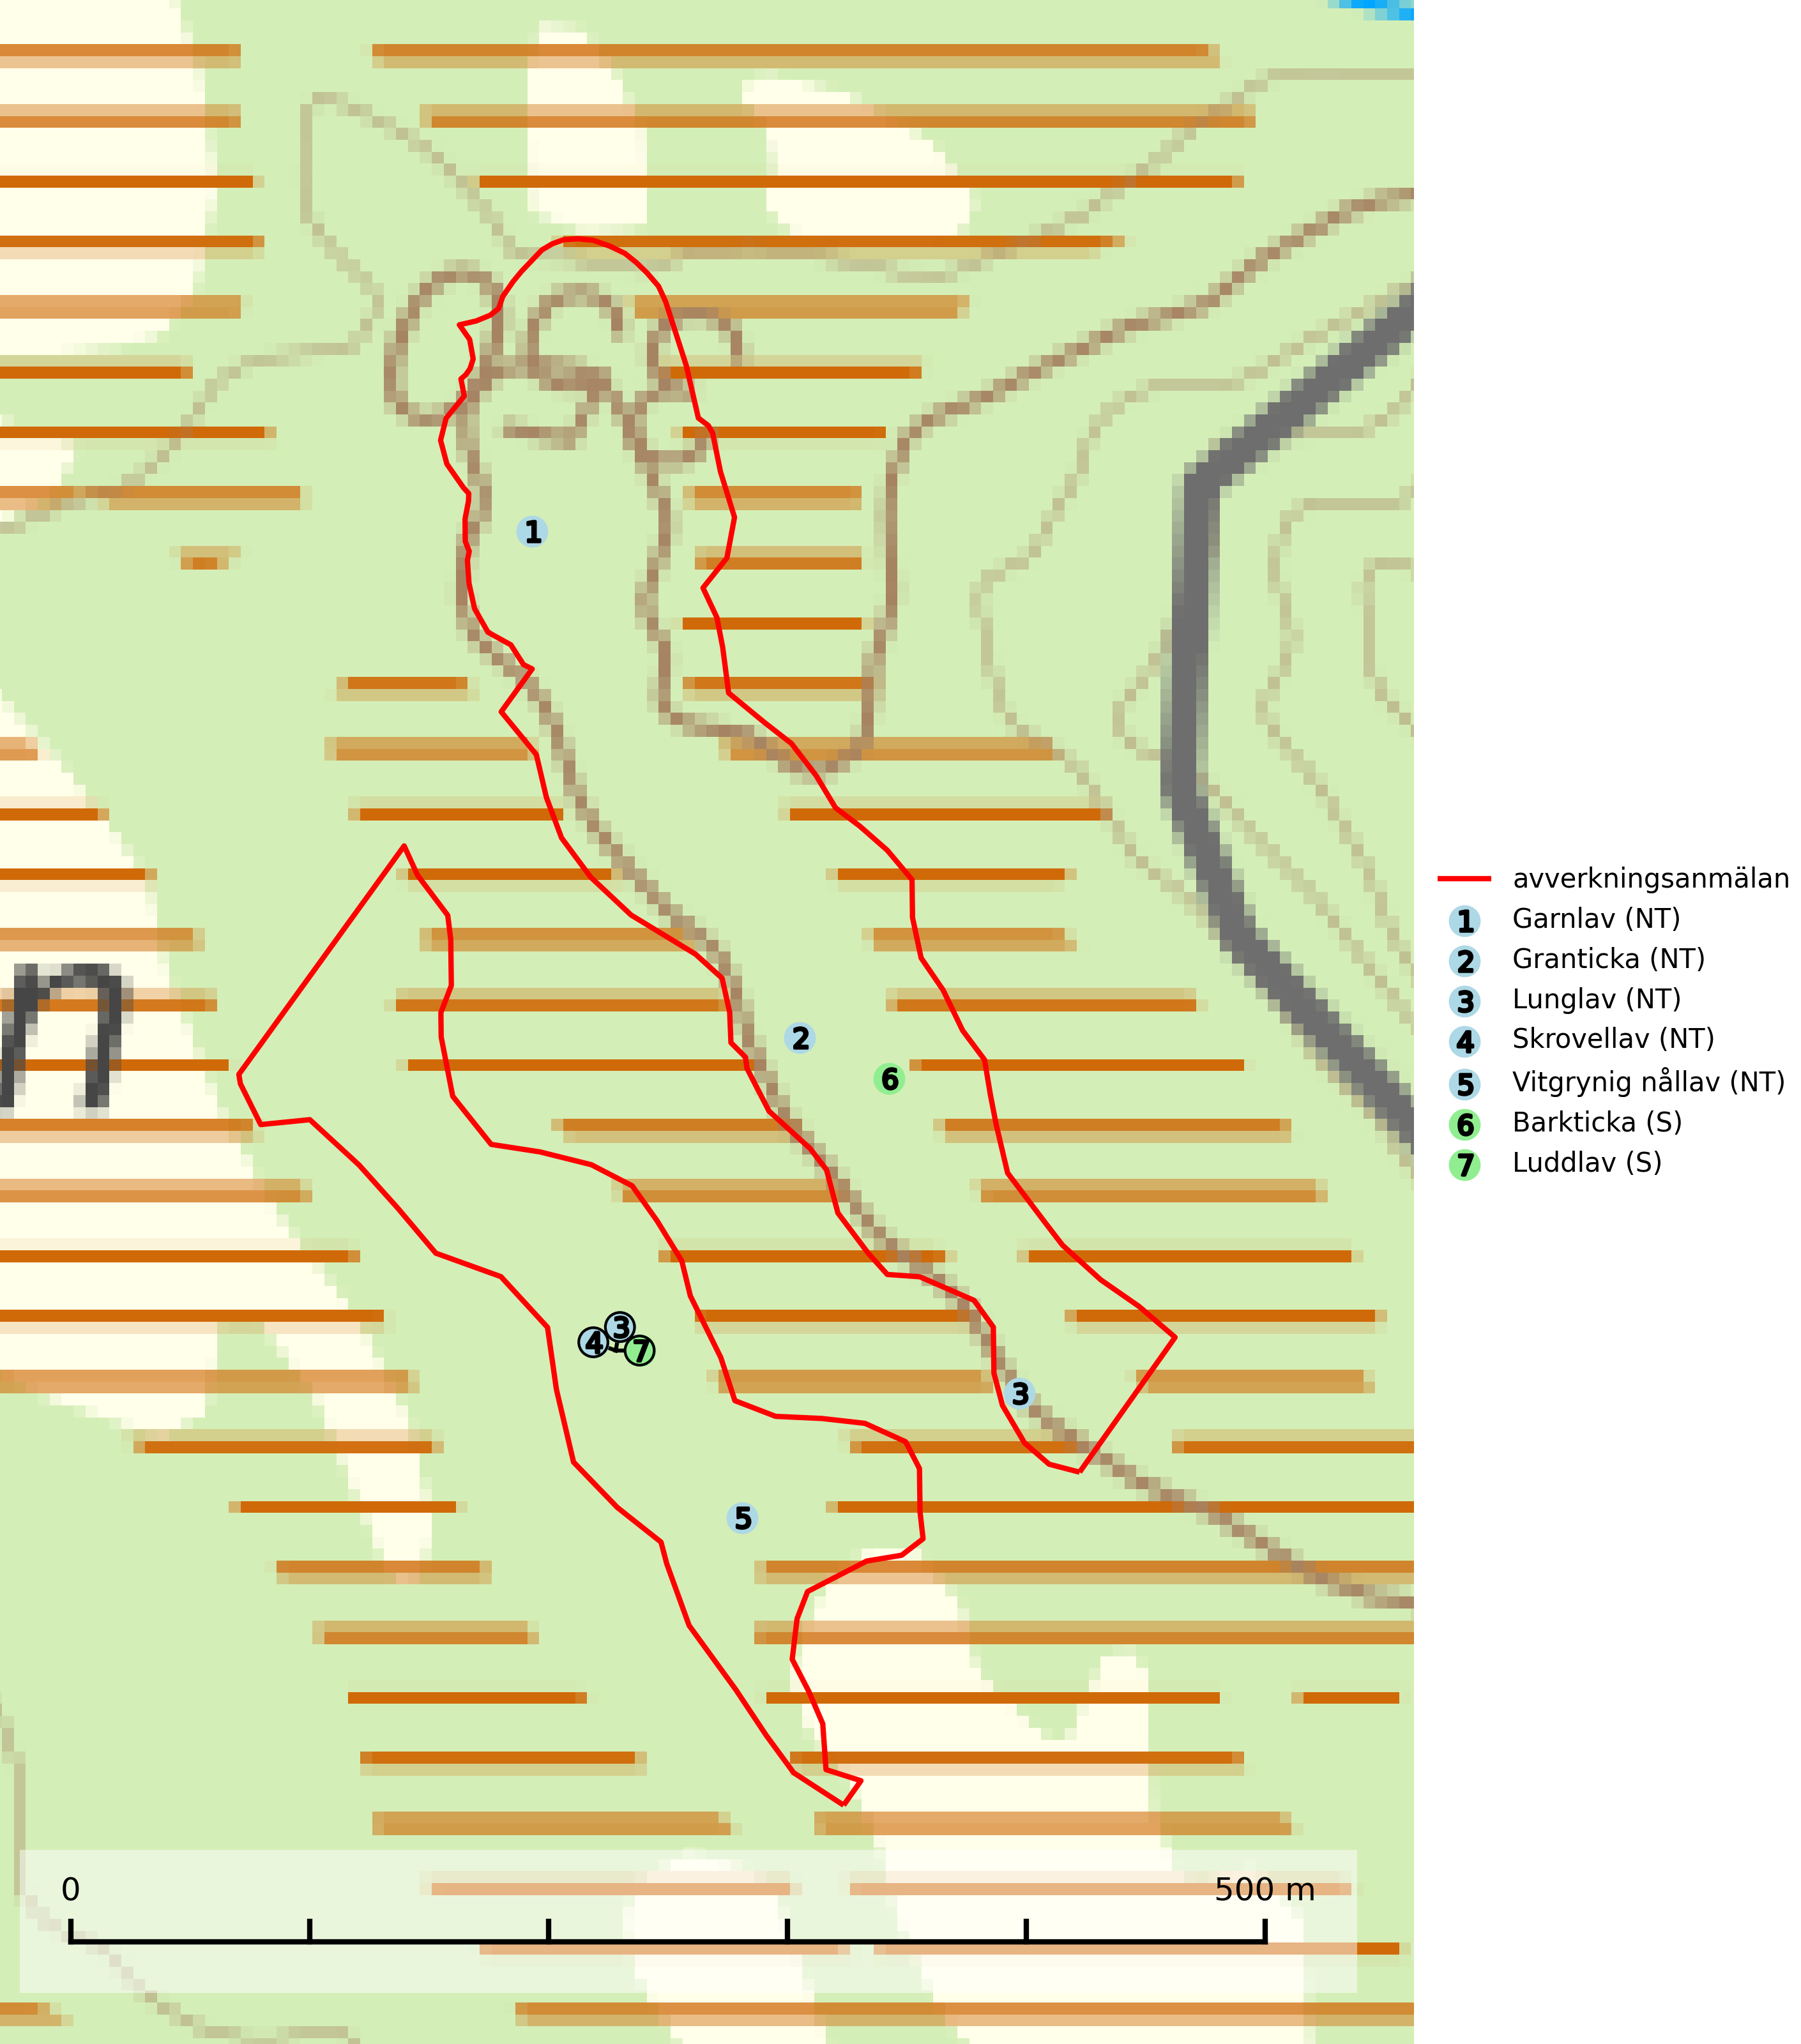 1
2
6
3
4
7
3
5
0
500 m
avverkningsanmälan
1 Garnlav (NT)
2 Granticka (NT)
3 Lunglav (NT)
4 Skrovellav (NT)
5 Vitgrynig nållav (NT)
6 Barkticka (S)
7 Luddlav (S)